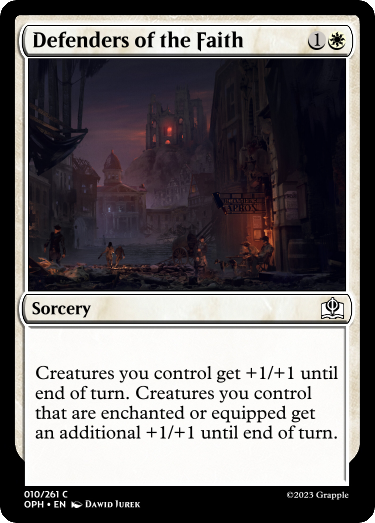 Defenders of the Faith 1
Sorcery
Creatures you control get +1/+1 until
end of turn. Creatures you control
that are enchanted or equipped get
an additional +1/+1 until end of turn.
010/261 C
OPH • EN Dawid Jurek
©2023 Grapple